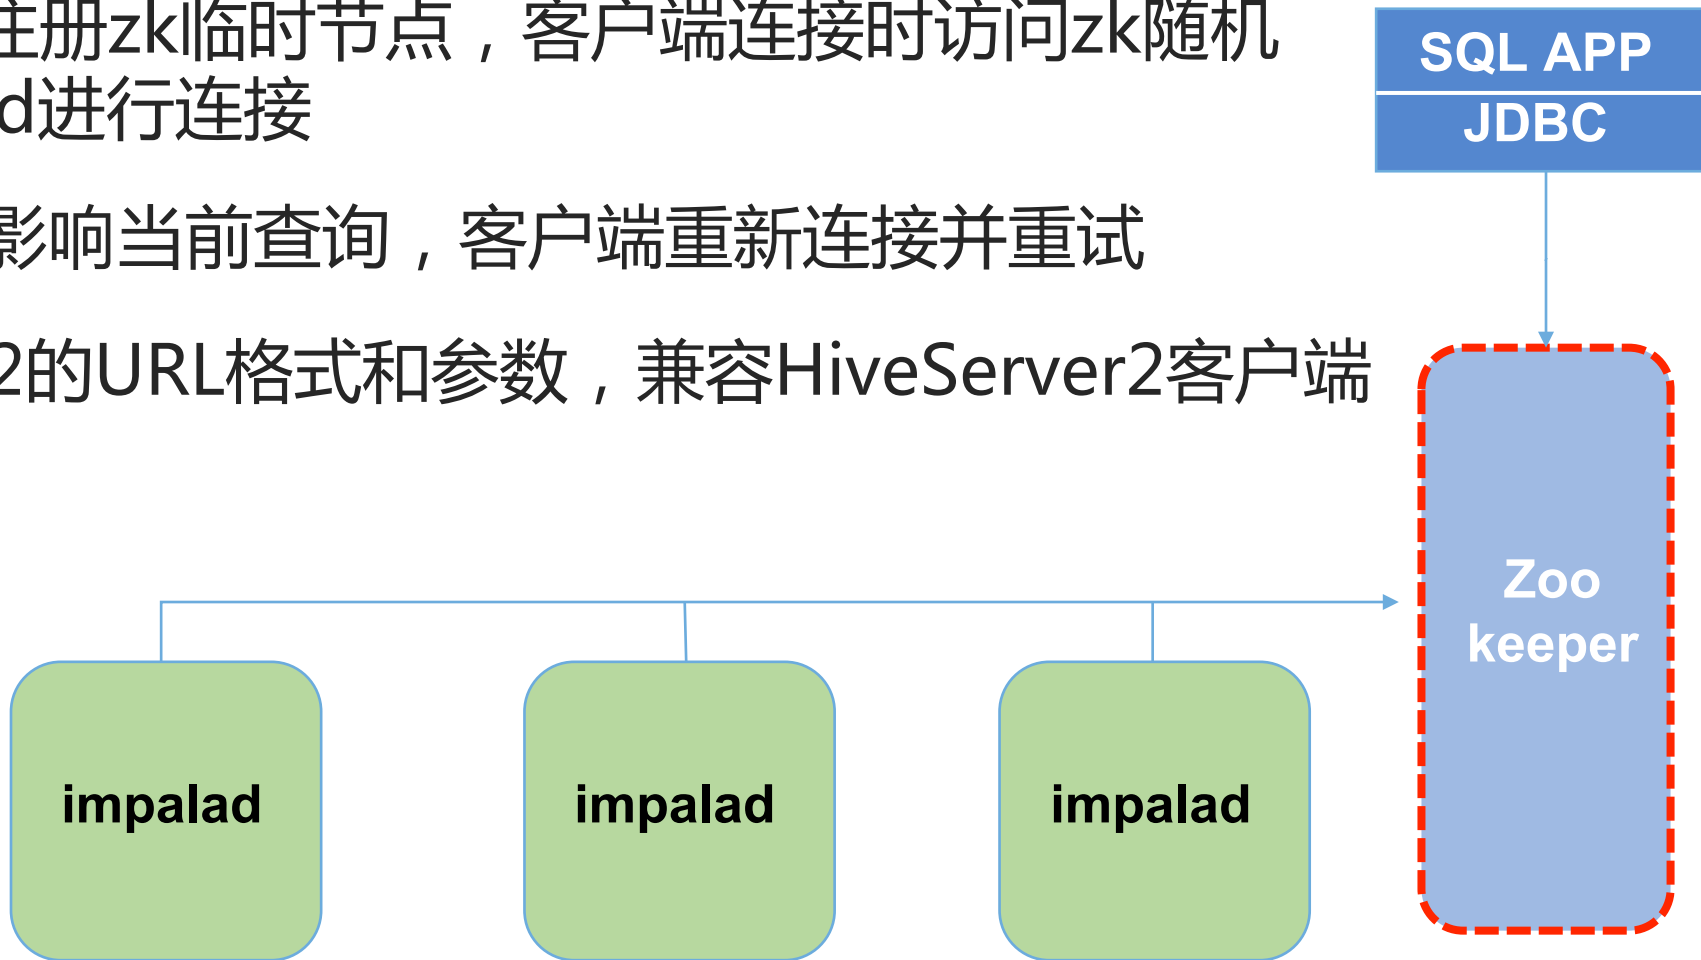 注册zk临时节点，客户端连接时访问zk随机
d进行连接
影响当前查询，客户端重新连接并重试
2的URL格式和参数，兼容HiveServer2客户端
SQL APP
JDBC
Zoo
keeper
impalad
impalad
impalad